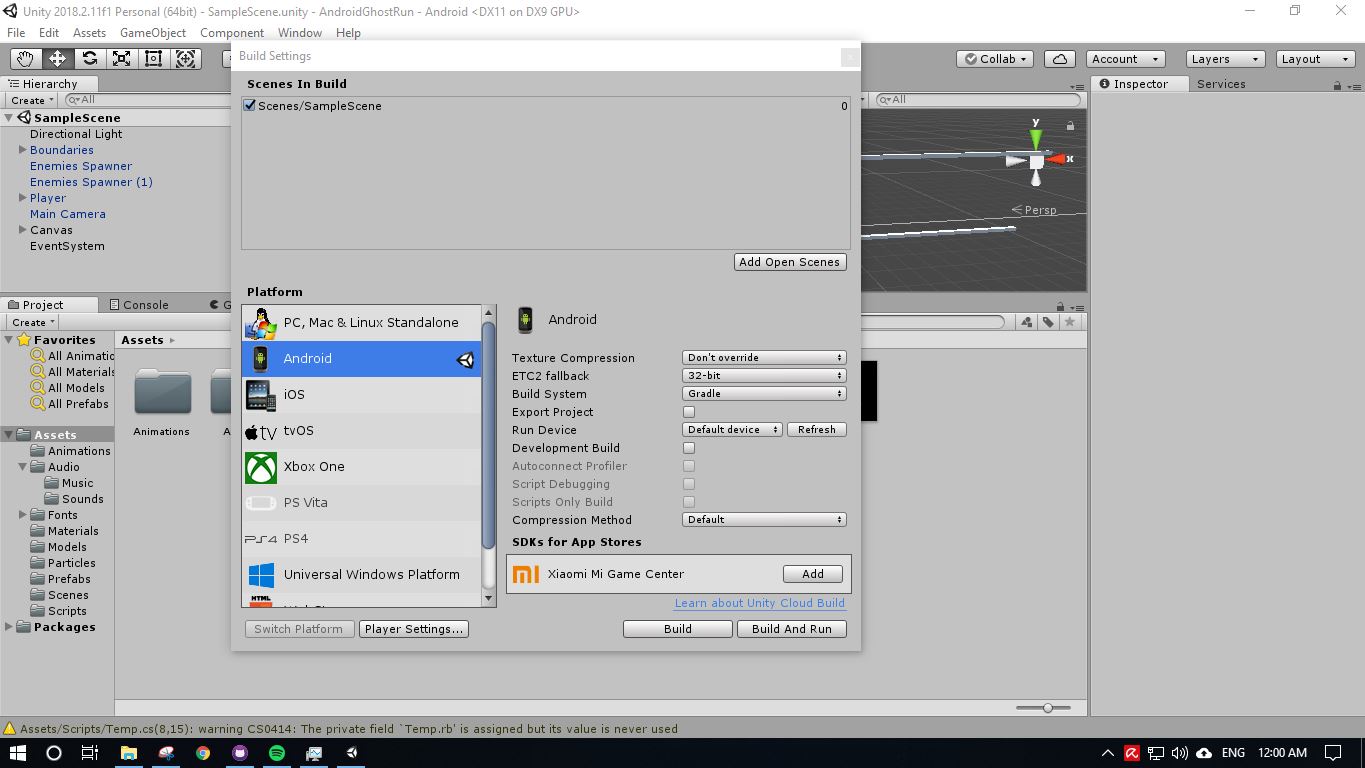 Unity 2018.2.11f1 Personal (64bit) - SampleScene.unity - AndroidGhostRun - Android <DX11 on DX9 GPU>
File Edit Assets GameObject Component Window Help
Collab Account Layers Layout
Build Settings
Hierarchy
Create All
SampleScene
Directional Light
Boundaries
Enemies Spawner
Enemies Spawner (1)
Player
Main Camera
Canvas
EventSystem
Scenes In Build
Scenes/SampleScene 0
Add Open Scenes
Platform
PC, Mac & Linux Standalone
Android
iOS
tv tvOS
Xbox One
PS Vita
PS4 PS4
Universal Windows Platform
HTML
Switch Platform
Player Settings...
Android
Texture Compression Don't override
ETC2 fallback 32-bit
Build System Gradle
Export Project
Run Device Default device Refresh
Development Build
Autoconnect Profiler
Script Debugging
Scripts Only Build
Compression Method Default
SDKs for App Stores
Xiaomi Mi Game Center Add
Learn about Unity Cloud Build
Build
Build And Run
All
y
x
Persp
Inspector Services
Project Console G
Create
Favorites
All Animatic
All Materials
All Models
All Prefabs
Assets
Animations
Audio
Music
Sounds
Fonts
Materials
Models
Particles
Prefabs
Scenes
Scripts
Packages
Assets
Animations
A
Assets/Scripts/Temp.cs(8,15): warning CS0414: The private field `Temp.rb' is assigned but its value is never used
ENG 12:00 AM